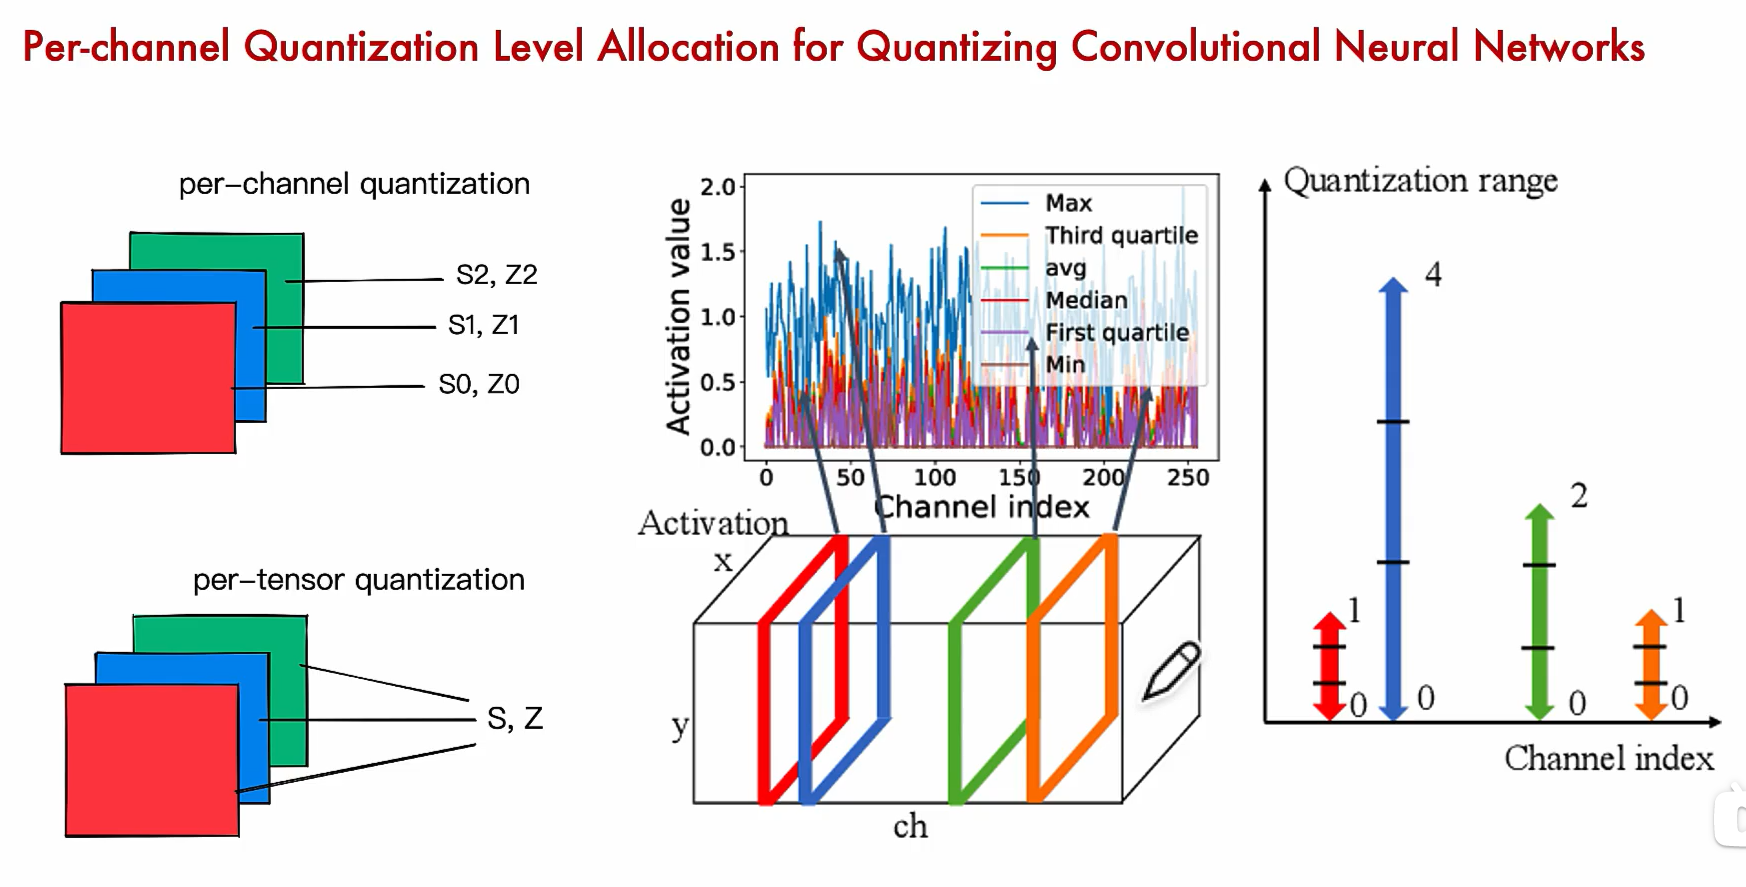 Per-channel Quantization Level Allocation for Quantizing Convolutional Neural Networks
per-channel quantization
S2, Z2
S1, Z1
S0, Z0
per-tensor quantization
S, Z
Activation value
2.0
1.5
1.0
0.5
0.0
Max
Third quartile
avg
Median
First quartile
Min
0 50 100 150 200 250
Channel index
Activation
x
y
ch
Quantization range
4
2
1
1
0
0
0
0
Channel index